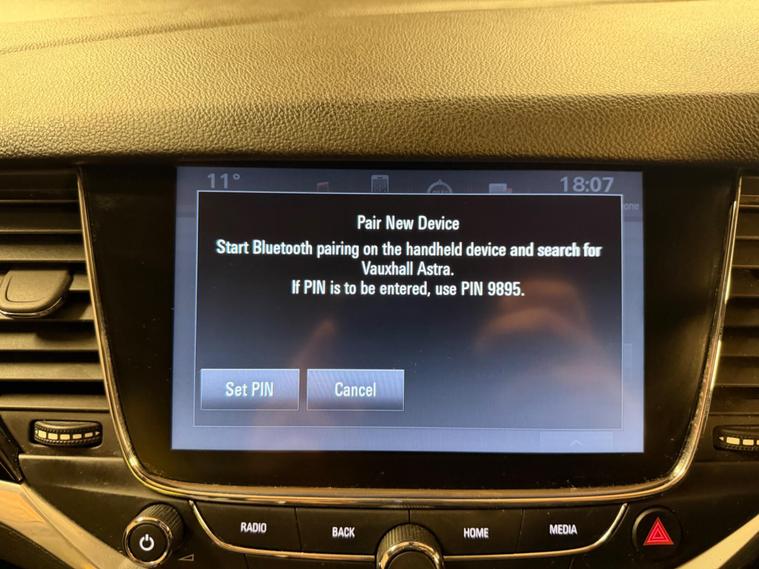 11° 18:07
one
Pair New Device
Start Bluetooth pairing on the handheld device and search for
Vauxhall Astra.
If PIN is to be entered, use PIN 9895.
Set PIN Cancel
RADIO BACK HOME MEDIA